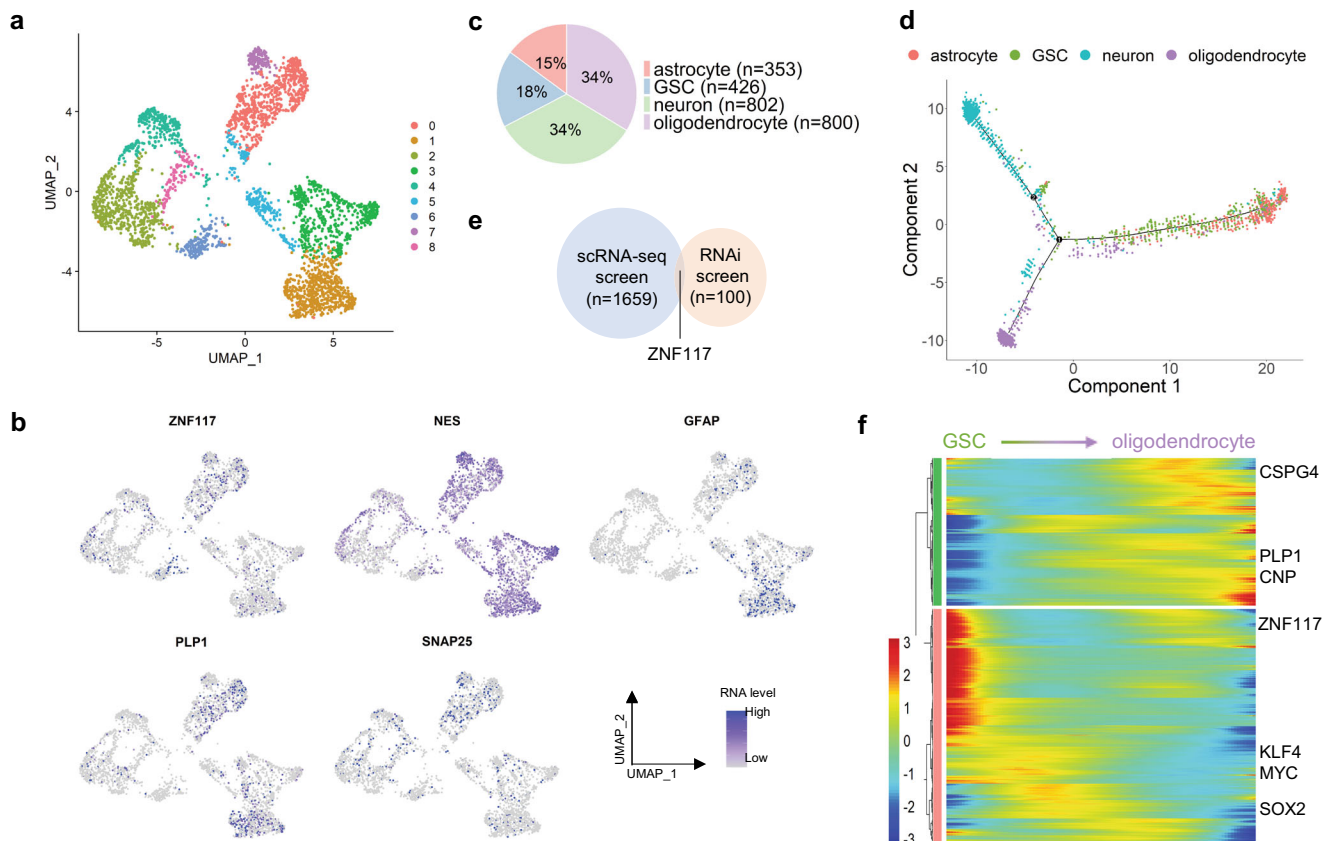 a
UMAP_2
4
0
-4
-5
0
5
UMAP_1
0
1
2
3
4
5
6
7
8
c
15%
34%
18%
34%
astrocyte (n=353)
GSC (n=426)
neuron (n=802)
oligodendrocyte (n=800)
d
astrocyte
GSC
neuron
oligodendrocyte
Component 2
10
5
0
-5
-10
-10
0
10
20
Component 1
e
scRNA-seq
screen
(n=1659)
RNAi
screen
(n=100)
ZNF117
b
ZNF117
NES
GFAP
PLP1
SNAP25
UMAP_2
UMAP_1
RNA level
High
Low
f
GSC
oligodendrocyte
CSPG4
PLP1
CNP
ZNF117
KLF4
MYC
SOX2
3
2
1
0
-1
-2
-3